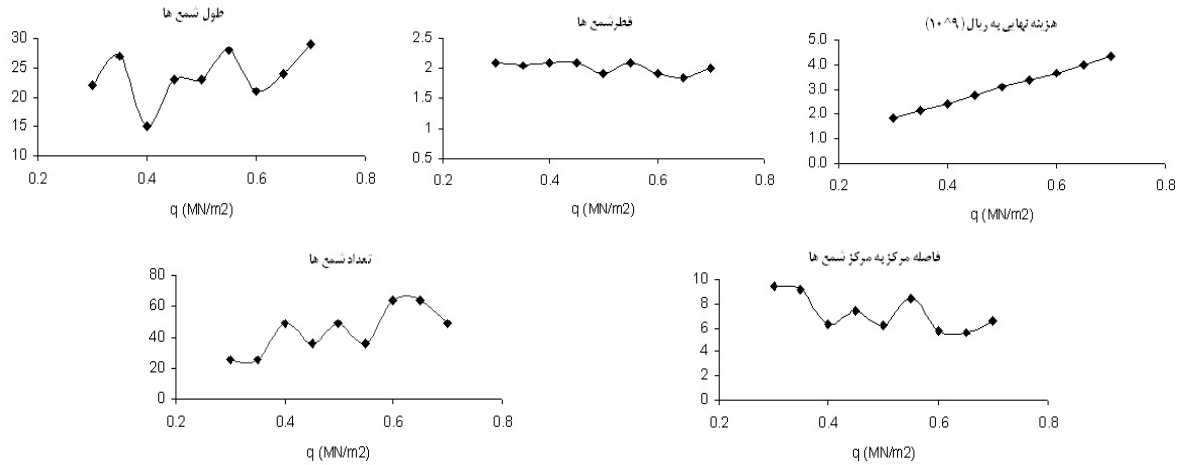 طول شمع ها
30
25
20
15
10
0.2 0.4 0.6 0.8
q (MN/m2)
قطرشمع ها
2.5
2
1.5
1
0.5
0.2 0.4 0.6 0.8
q (MN/m2)
هزینه نهایی به ریال (۱۰^۹)
5.0
4.0
3.0
2.0
1.0
0.0
0.2 0.4 0.6 0.8
q (MN/m2)
تعداد شمع ها
80
60
40
20
0
0.2 0.4 0.6 0.8
q (MN/m2)
فاصله مرکز به مرکز شمع ها
10
8
6
4
2
0
0.2 0.4 0.6 0.8
q (MN/m2)